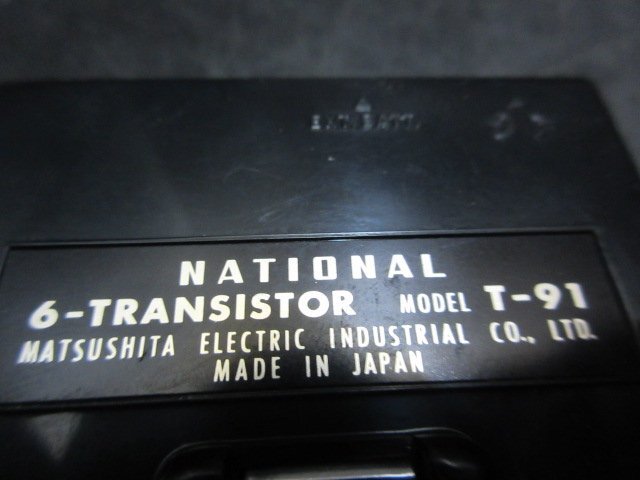 NATIONAL
6-TRANSISTOR MODEL T-91
MATSUSHITA ELECTRIC INDUSTRIAL CO., LTD.
MADE IN JAPAN